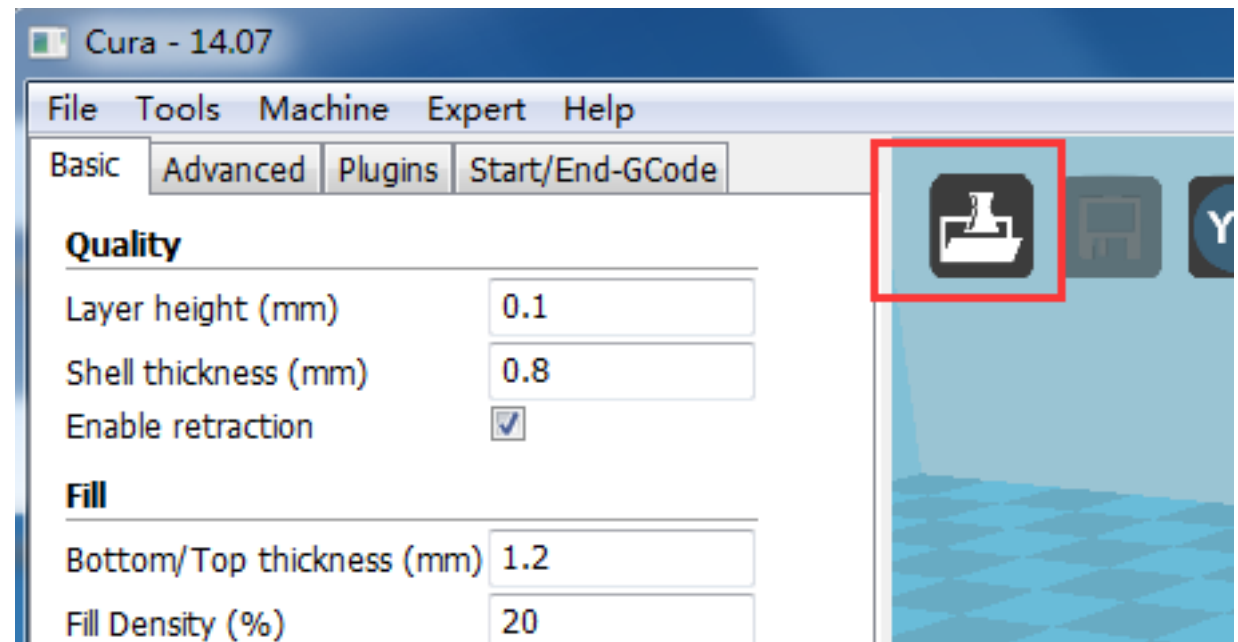 Cura - 14.07
File Tools Machine Expert Help
Basic Advanced Plugins Start/End-GCode
Quality
Layer height (mm) 0.1
Shell thickness (mm) 0.8
Enable retraction
Fill
Bottom/Top thickness (mm) 1.2
Fill Density (%) 20